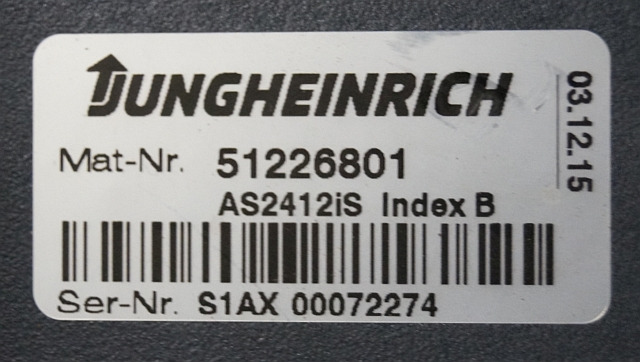 JUNGHEINRICH
Mat-Nr. 51226801
AS2412iS Index B
Ser-Nr. S1AX 00072274
03.12.15